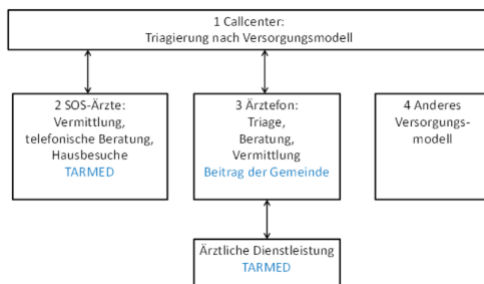 1 Callcenter:
Triagierung nach Versorgungsmodell
2 SOS-Ärzte:
Vermittlung,
telefonische Beratung,
Hausbesuche
TARMED
3 Ärztefon:
Triage,
Beratung,
Vermittlung
Beitrag der Gemeinde
4 Anderes
Versorgungs-
modell
Ärztliche Dienstleistung
TARMED